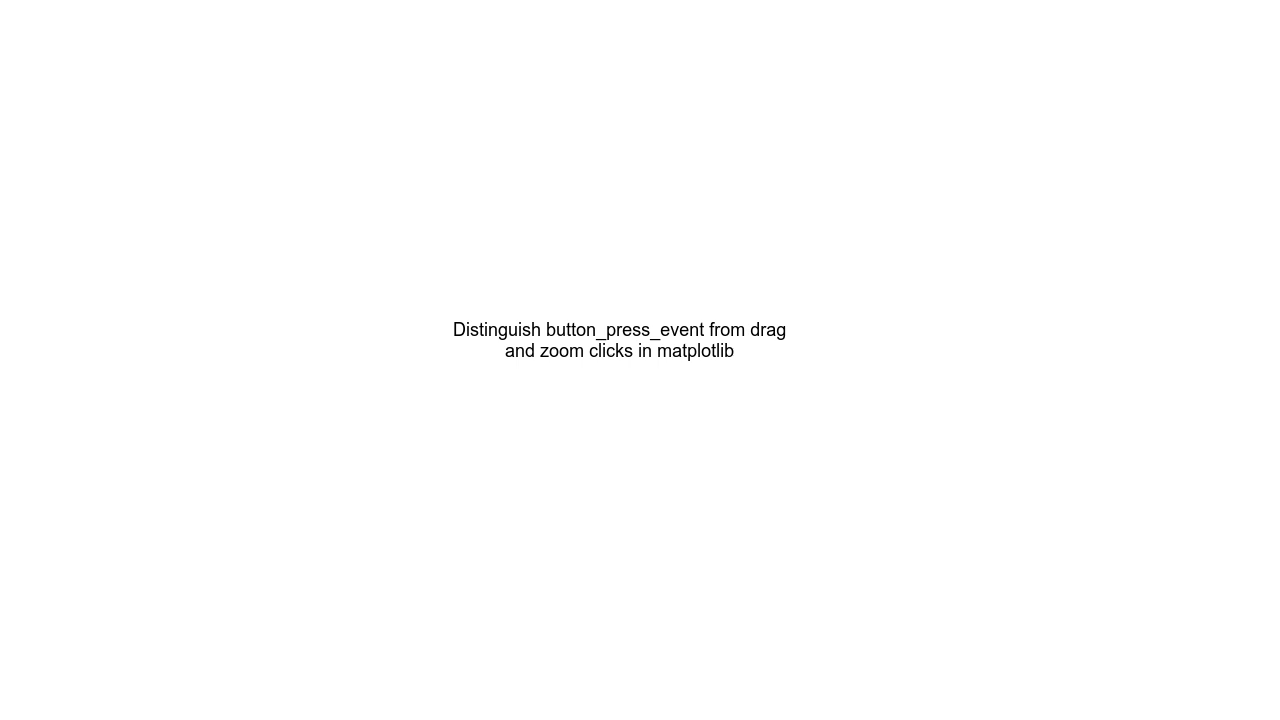 Distinguish button_press_event from drag
and zoom clicks in matplotlib